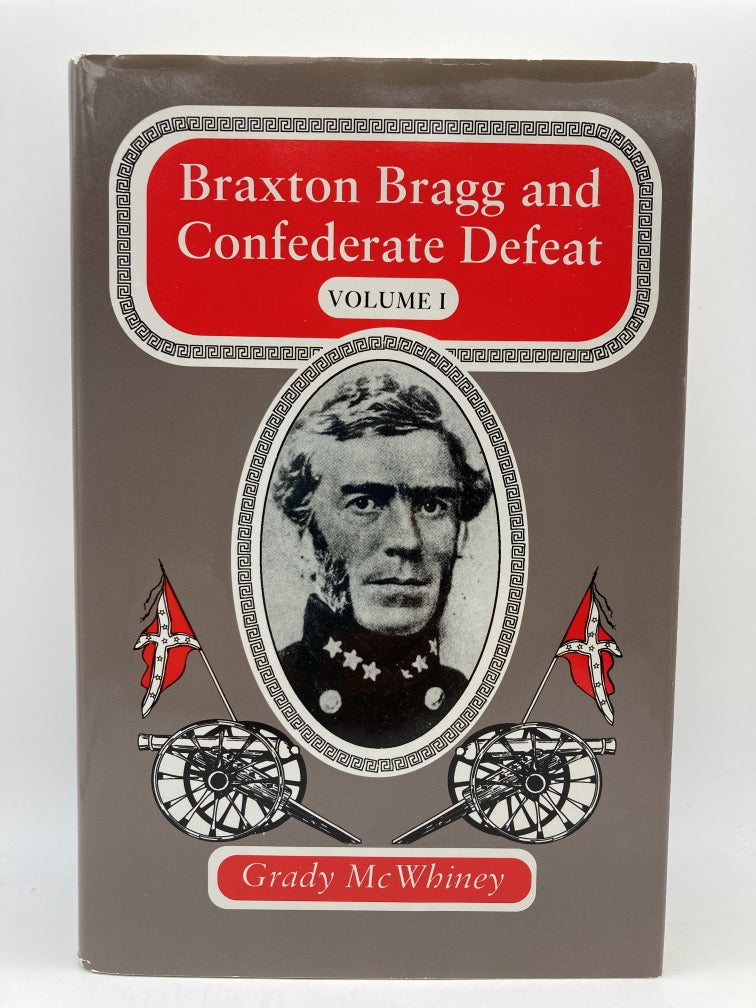 Braxton Bragg and
Confederate Defeat
VOLUME I
Grady McWhiney